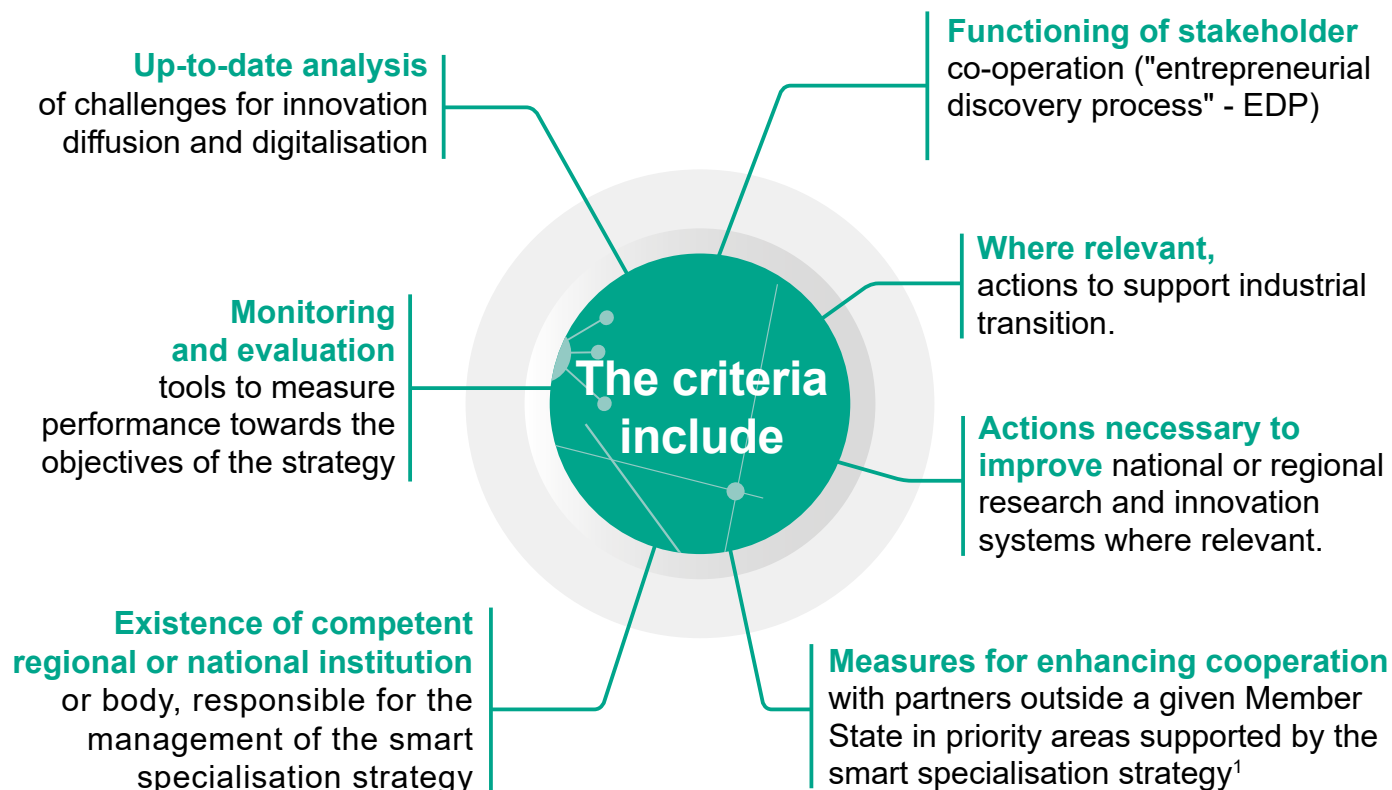 Up-to-date analysis
of challenges for innovation
diffusion and digitalisation
Functioning of stakeholder
co-operation ("entrepreneurial
discovery process" - EDP)
Monitoring
and evaluation
tools to measure
performance towards the
objectives of the strategy
The criteria
include
Where relevant,
actions to support industrial
transition.
Actions necessary to
improve national or regional
research and innovation
systems where relevant.
Existence of competent
regional or national institution
or body, responsible for the
management of the smart
specialisation strategy
Measures for enhancing cooperation
with partners outside a given Member
State in priority areas supported by the
smart specialisation strategy¹